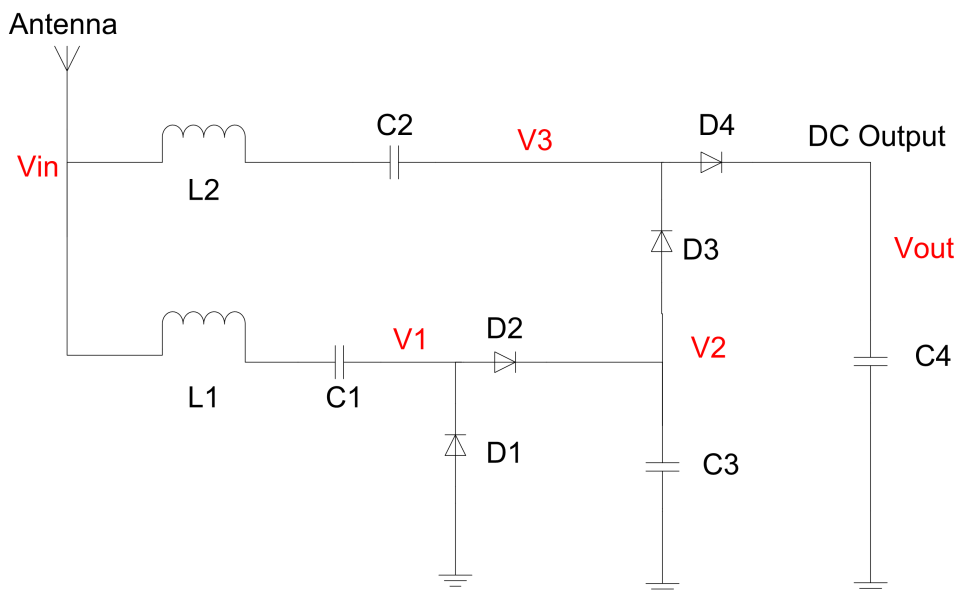 Antenna
C2
V3
D4
DC Output
Vin
L2
D3
Vout
V1
D2
V2
C4
L1
C1
D1
C3